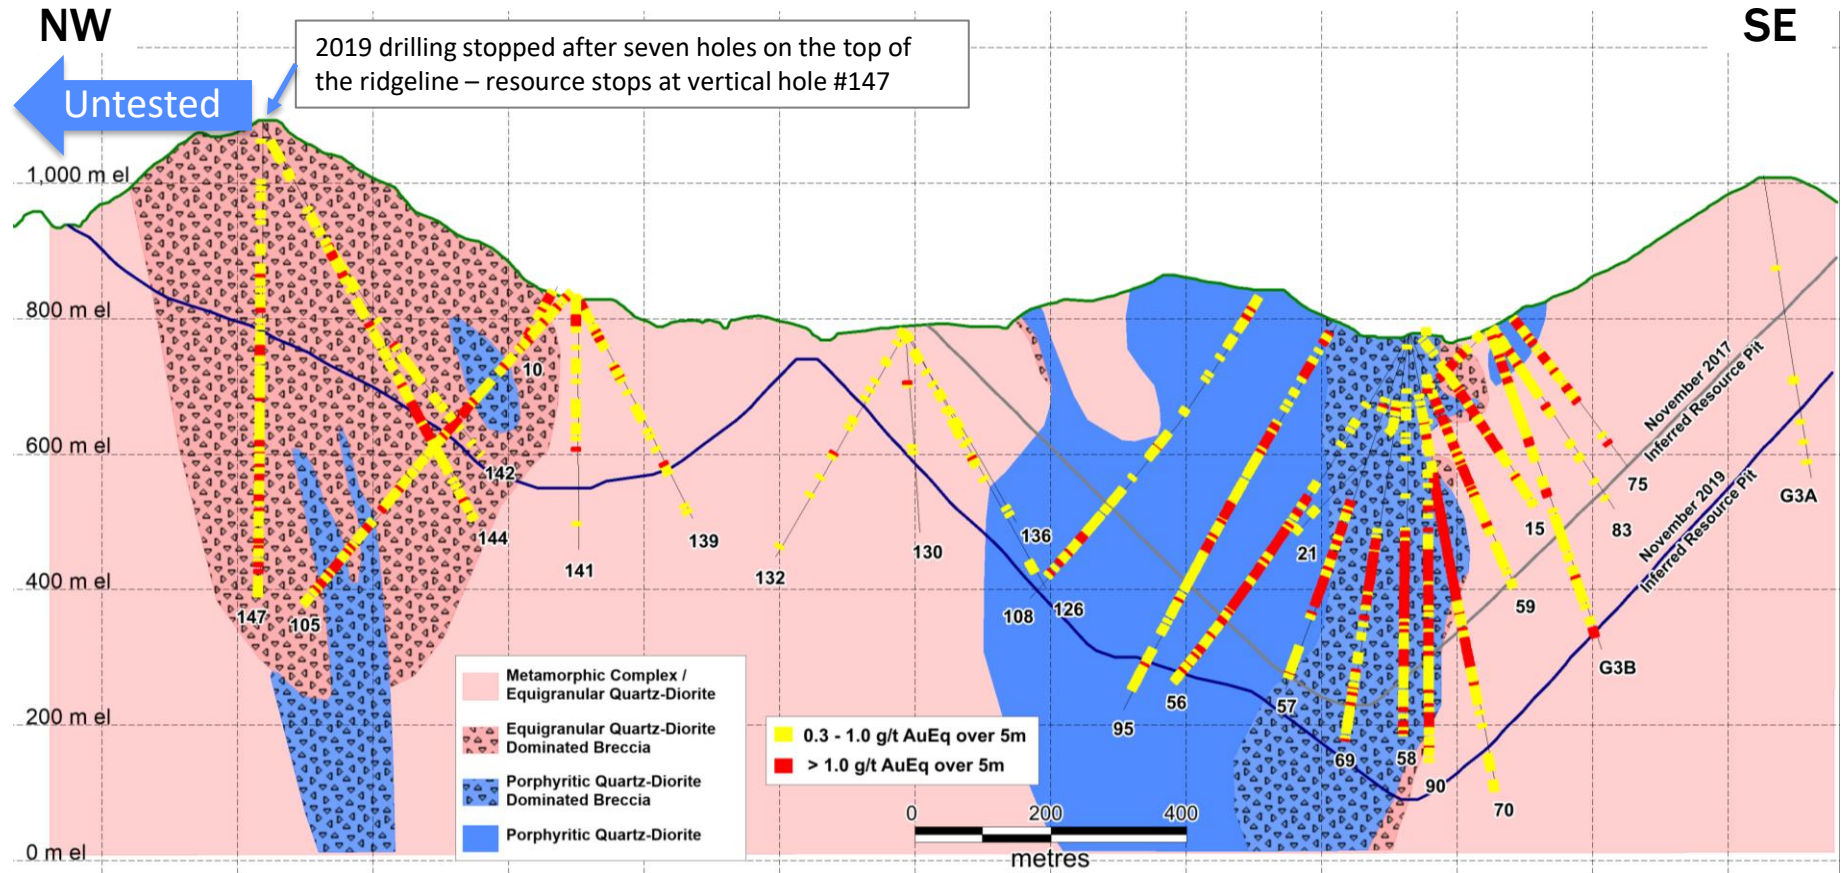 NW
SE
2019 drilling stopped after seven holes on the top of
the ridgeline – resource stops at vertical hole #147
Untested
1,000 m el
800 m el
600 m el
400 m el
200 m el
0 m el
10
142
144
147
105
141
139
132
130
136
108
126
21
95
56
57
69
58
90
70
59
15
83
75
G3A
G3B
November 2017
Inferred Resource Pit
November 2019
Inferred Resource Pit
Metamorphic Complex /
Equigranular Quartz-Diorite
Equigranular Quartz-Diorite
Dominated Breccia
Porphyritic Quartz-Diorite
Dominated Breccia
Porphyritic Quartz-Diorite
0.3 - 1.0 g/t AuEq over 5m
> 1.0 g/t AuEq over 5m
0 200 400
metres